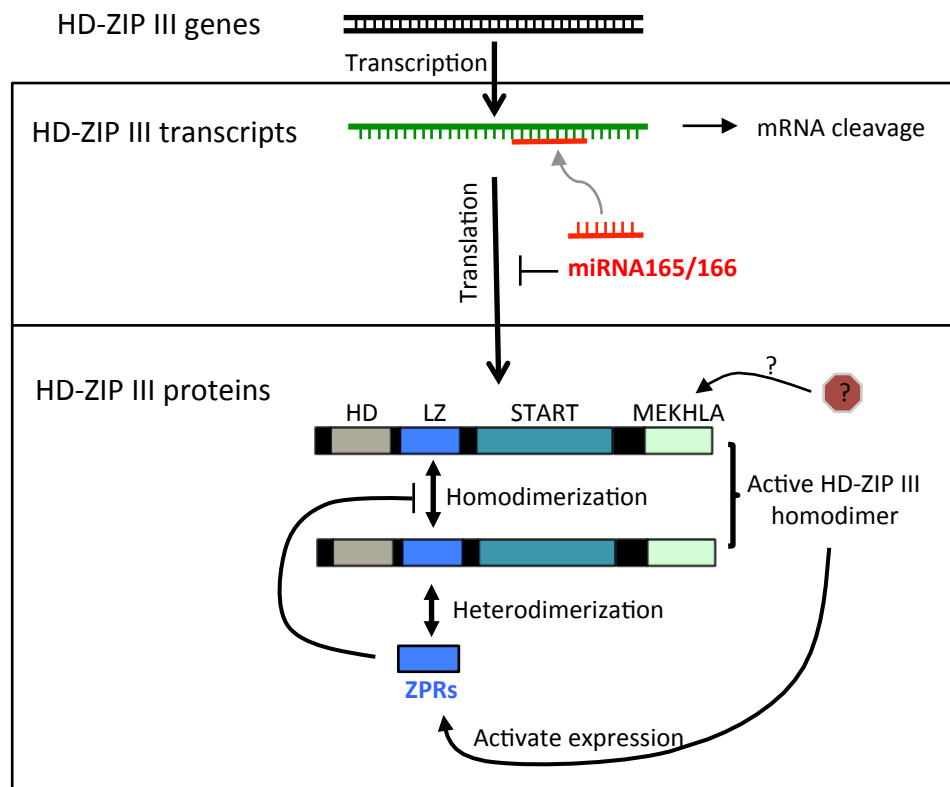 HD-ZIP III genes
Transcription
HD-ZIP III transcripts
mRNA cleavage
Translation
miRNA165/166
HD-ZIP III proteins
?
?
HD LZ START MEKHLA
Homodimerization
Active HD-ZIP III
homodimer
Heterodimerization
ZPRs
Activate expression